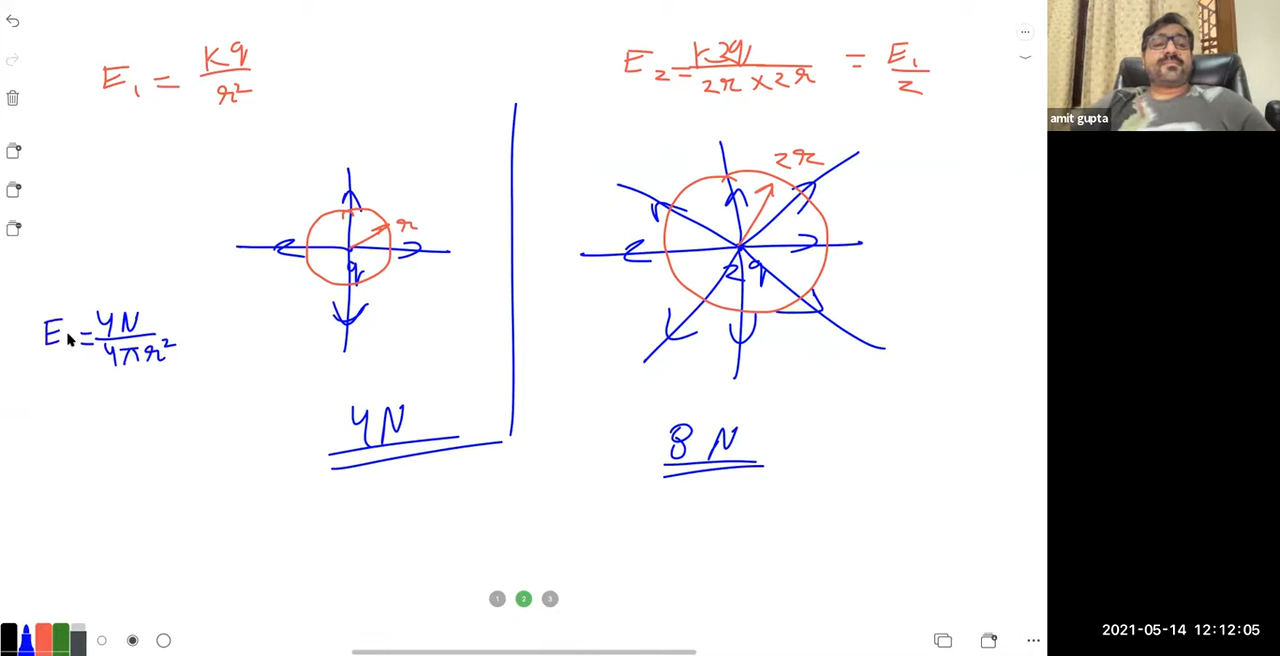 E₁ = Kq / r²
E₂ = K2q / 2r × 2r = E₁ / 2
amit gupta
r
q
2r
2q
E = 4N / 4πr²
4N
8 N
1 2 3
2021-05-14 12:12:05